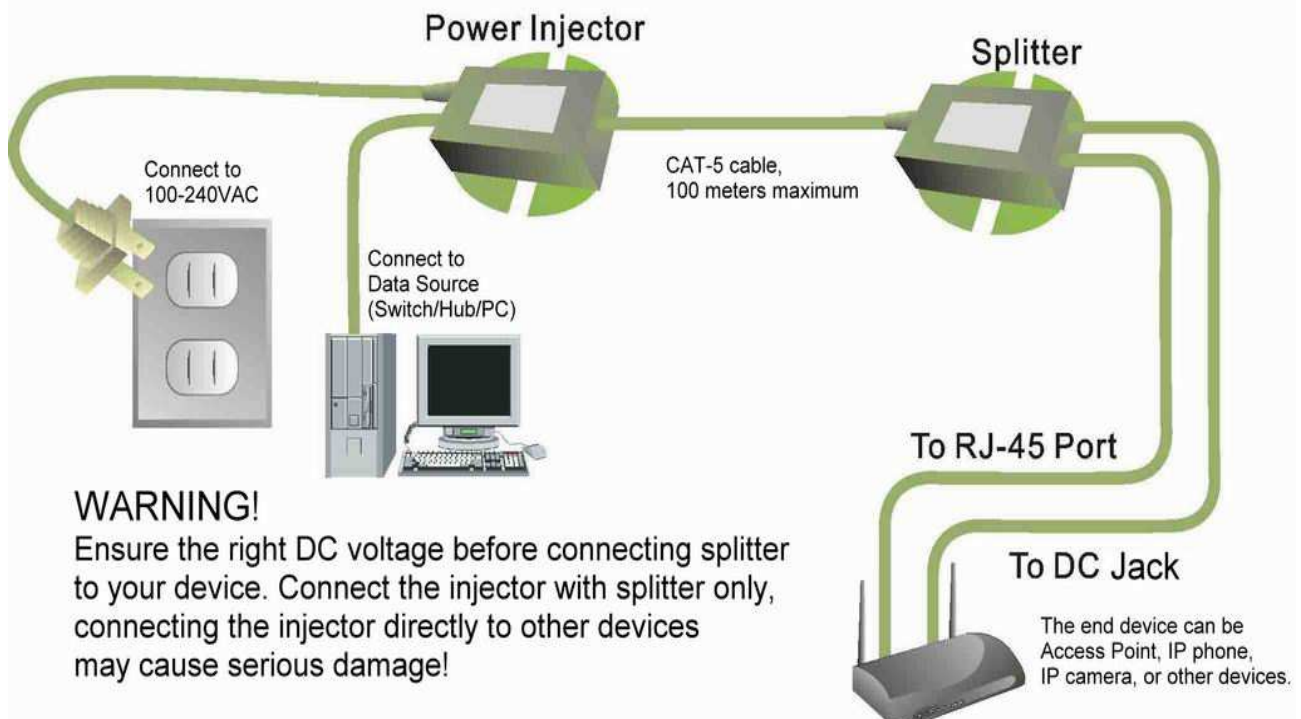 Power Injector
Splitter
Connect to
100-240VAC
CAT-5 cable,
100 meters maximum
Connect to
Data Source
(Switch/Hub/PC)
To RJ-45 Port
To DC Jack
WARNING!
Ensure the right DC voltage before connecting splitter
to your device. Connect the injector with splitter only,
connecting the injector directly to other devices
may cause serious damage!
The end device can be
Access Point, IP phone,
IP camera, or other devices.